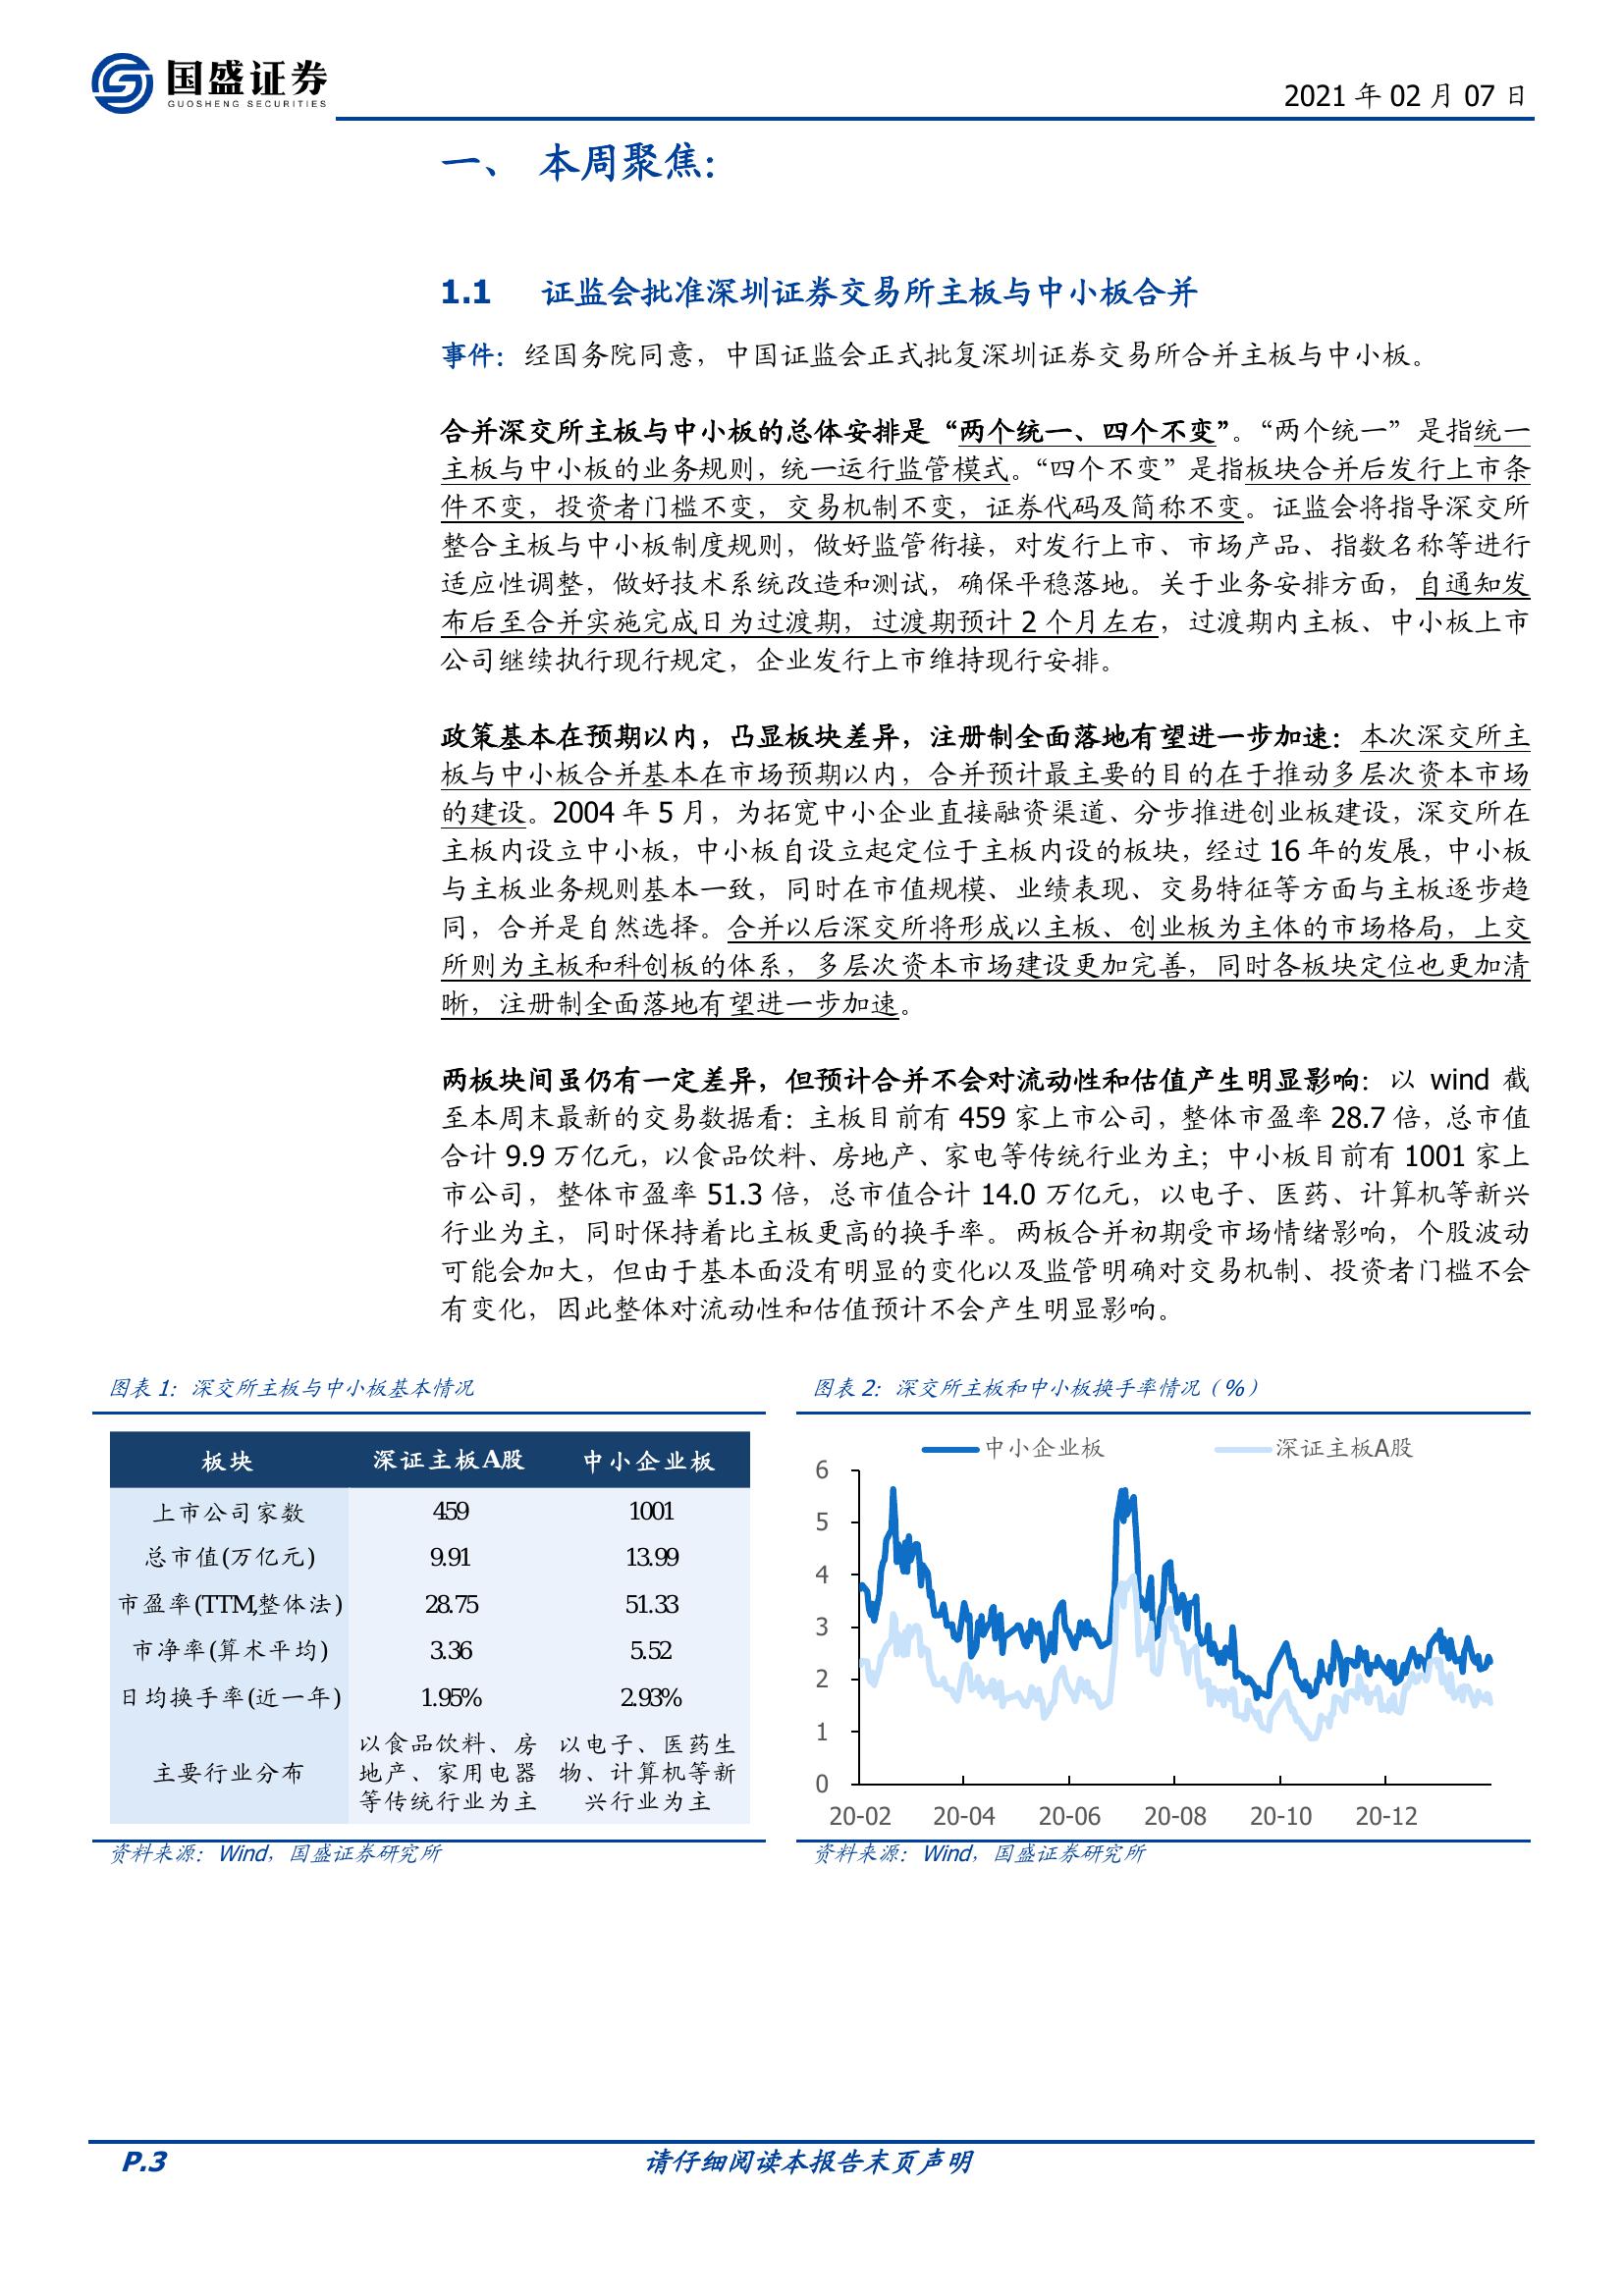 国盛证券
GUOSHENG SECURITIES
2021 年 02 月 07 日
一、 本周聚焦：
1.1 证监会批准深圳证券交易所主板与中小板合并
事件：经国务院同意，中国证监会正式批复深圳证券交易所合并主板与中小板。
合并深交所主板与中小板的总体安排是“两个统一、四个不变”。“两个统一”是指统一
主板与中小板的业务规则，统一运行监管模式。“四个不变”是指板块合并后发行上市条
件不变，投资者门槛不变，交易机制不变，证券代码及简称不变。证监会将指导深交所
整合主板与中小板制度规则，做好监管衔接，对发行上市、市场产品、指数名称等进行
适应性调整，做好技术系统改造和测试，确保平稳落地。关于业务安排方面，自通知发
布后至合并实施完成日为过渡期，过渡期预计 2 个月左右，过渡期内主板、中小板上市
公司继续执行现行规定，企业发行上市维持现行安排。
政策基本在预期以内，凸显板块差异，注册制全面落地有望进一步加速：本次深交所主
板与中小板合并基本在市场预期以内，合并预计最主要的目的在于推动多层次资本市场
的建设。2004 年 5 月，为拓宽中小企业直接融资渠道、分步推进创业板建设，深交所在
主板内设立中小板，中小板自设立起定位于主板内设的板块，经过 16 年的发展，中小板
与主板业务规则基本一致，同时在市值规模、业绩表现、交易特征等方面与主板逐步趋
同，合并是自然选择。合并以后深交所将形成以主板、创业板为主体的市场格局，上交
所则为主板和科创板的体系，多层次资本市场建设更加完善，同时各板块定位也更加清
晰，注册制全面落地有望进一步加速。
两板块间虽仍有一定差异，但预计合并不会对流动性和估值产生明显影响：以 wind 截
至本周末最新的交易数据看：主板目前有 459 家上市公司，整体市盈率 28.7 倍，总市值
合计 9.9 万亿元，以食品饮料、房地产、家电等传统行业为主；中小板目前有 1001 家上
市公司，整体市盈率 51.3 倍，总市值合计 14.0 万亿元，以电子、医药、计算机等新兴
行业为主，同时保持着比主板更高的换手率。两板合并初期受市场情绪影响，个股波动
可能会加大，但由于基本面没有明显的变化以及监管明确对交易机制、投资者门槛不会
有变化，因此整体对流动性和估值预计不会产生明显影响。
图表 1：深交所主板与中小板基本情况
板块 深证主板A股 中小企业板
上市公司家数 459 1001
总市值(万亿元) 9.91 13.99
市盈率(TTM,整体法) 28.75 51.33
市净率(算术平均) 3.36 5.52
日均换手率(近一年) 1.95% 2.93%
主要行业分布
以食品饮料、房
地产、家用电器
等传统行业为主
以电子、医药生
物、计算机等新
兴行业为主
资料来源：Wind，国盛证券研究所
图表 2：深交所主板和中小板换手率情况（%）
中小企业板 深证主板A股
6
5
4
3
2
1
0
20-02 20-04 20-06 20-08 20-10 20-12
资料来源：Wind，国盛证券研究所
P.3 请仔细阅读本报告末页声明